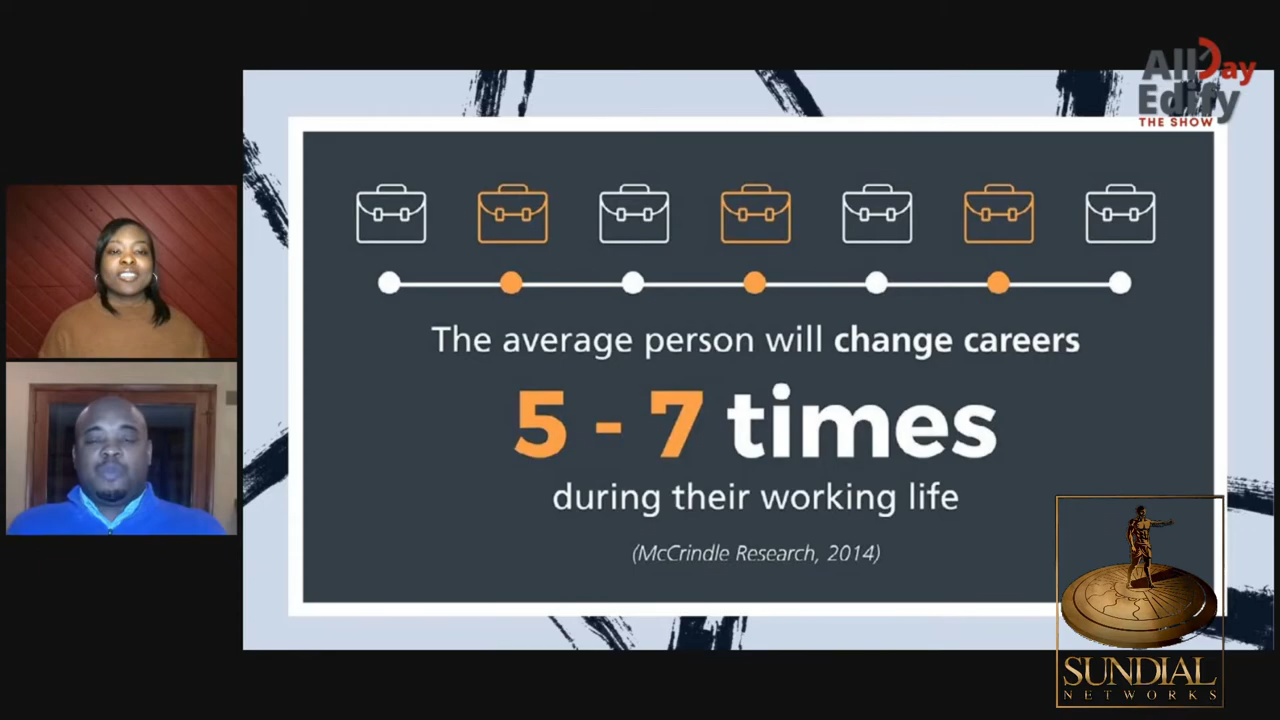 All Day
Edify
THE SHOW
The average person will change careers
5 - 7 times
during their working life
(McCrindle Research, 2014)
SUNDIAL
NETWORKS